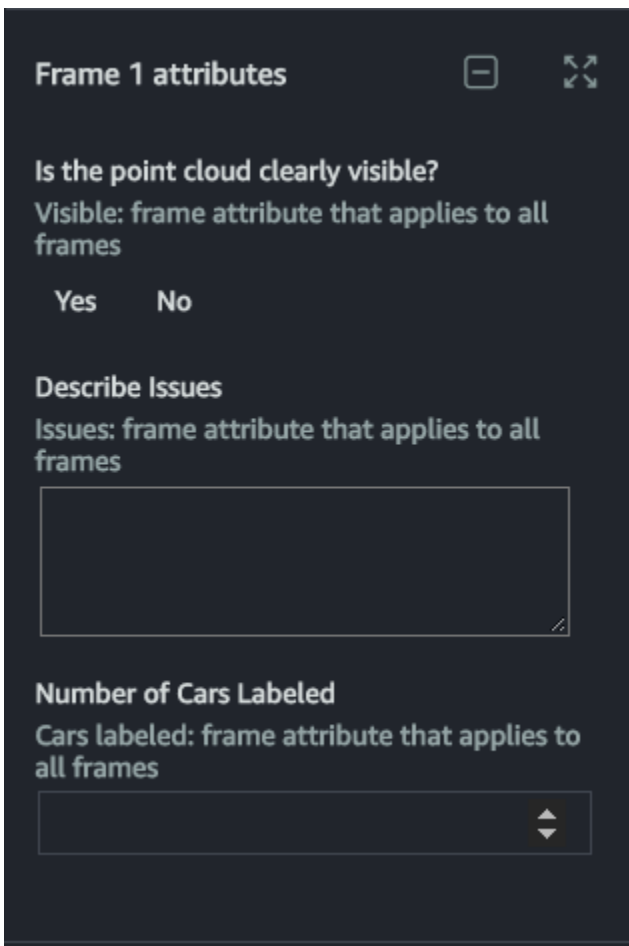 Frame 1 attributes
Is the point cloud clearly visible?
Visible: frame attribute that applies to all
frames
Yes No
Describe Issues
Issues: frame attribute that applies to all
frames
Number of Cars Labeled
Cars labeled: frame attribute that applies to
all frames